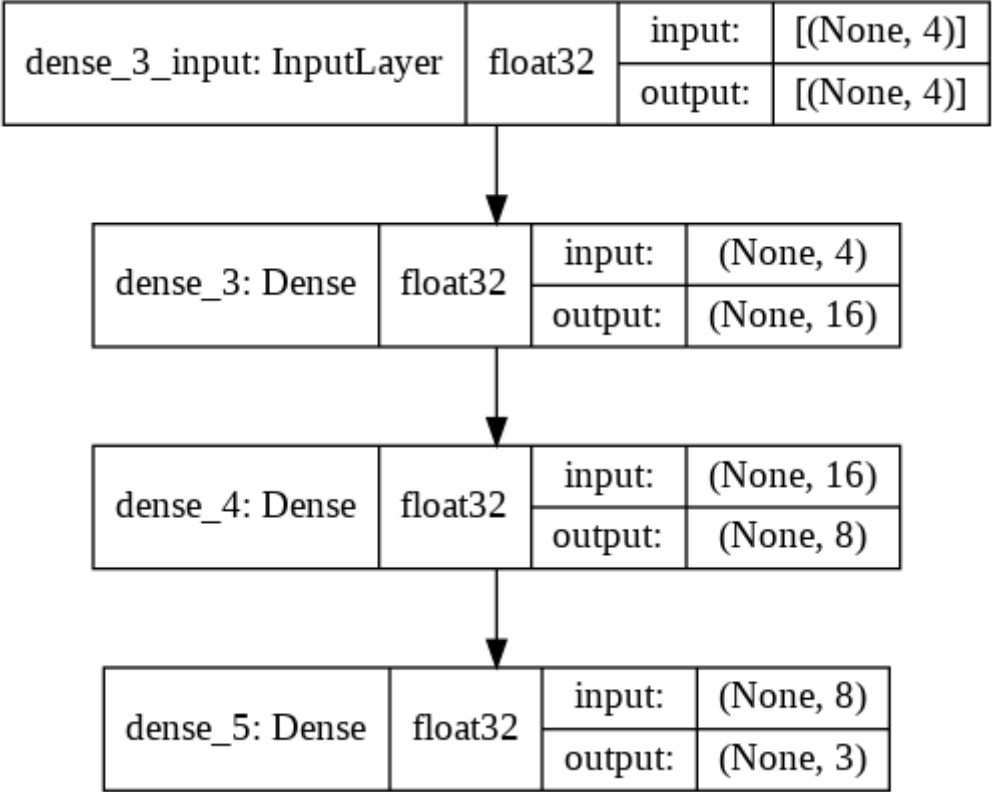 dense_3_input: InputLayer float32 input: [(None, 4)]
output: [(None, 4)]
dense_3: Dense float32 input: (None, 4)
output: (None, 16)
dense_4: Dense float32 input: (None, 16)
output: (None, 8)
dense_5: Dense float32 input: (None, 8)
output: (None, 3)